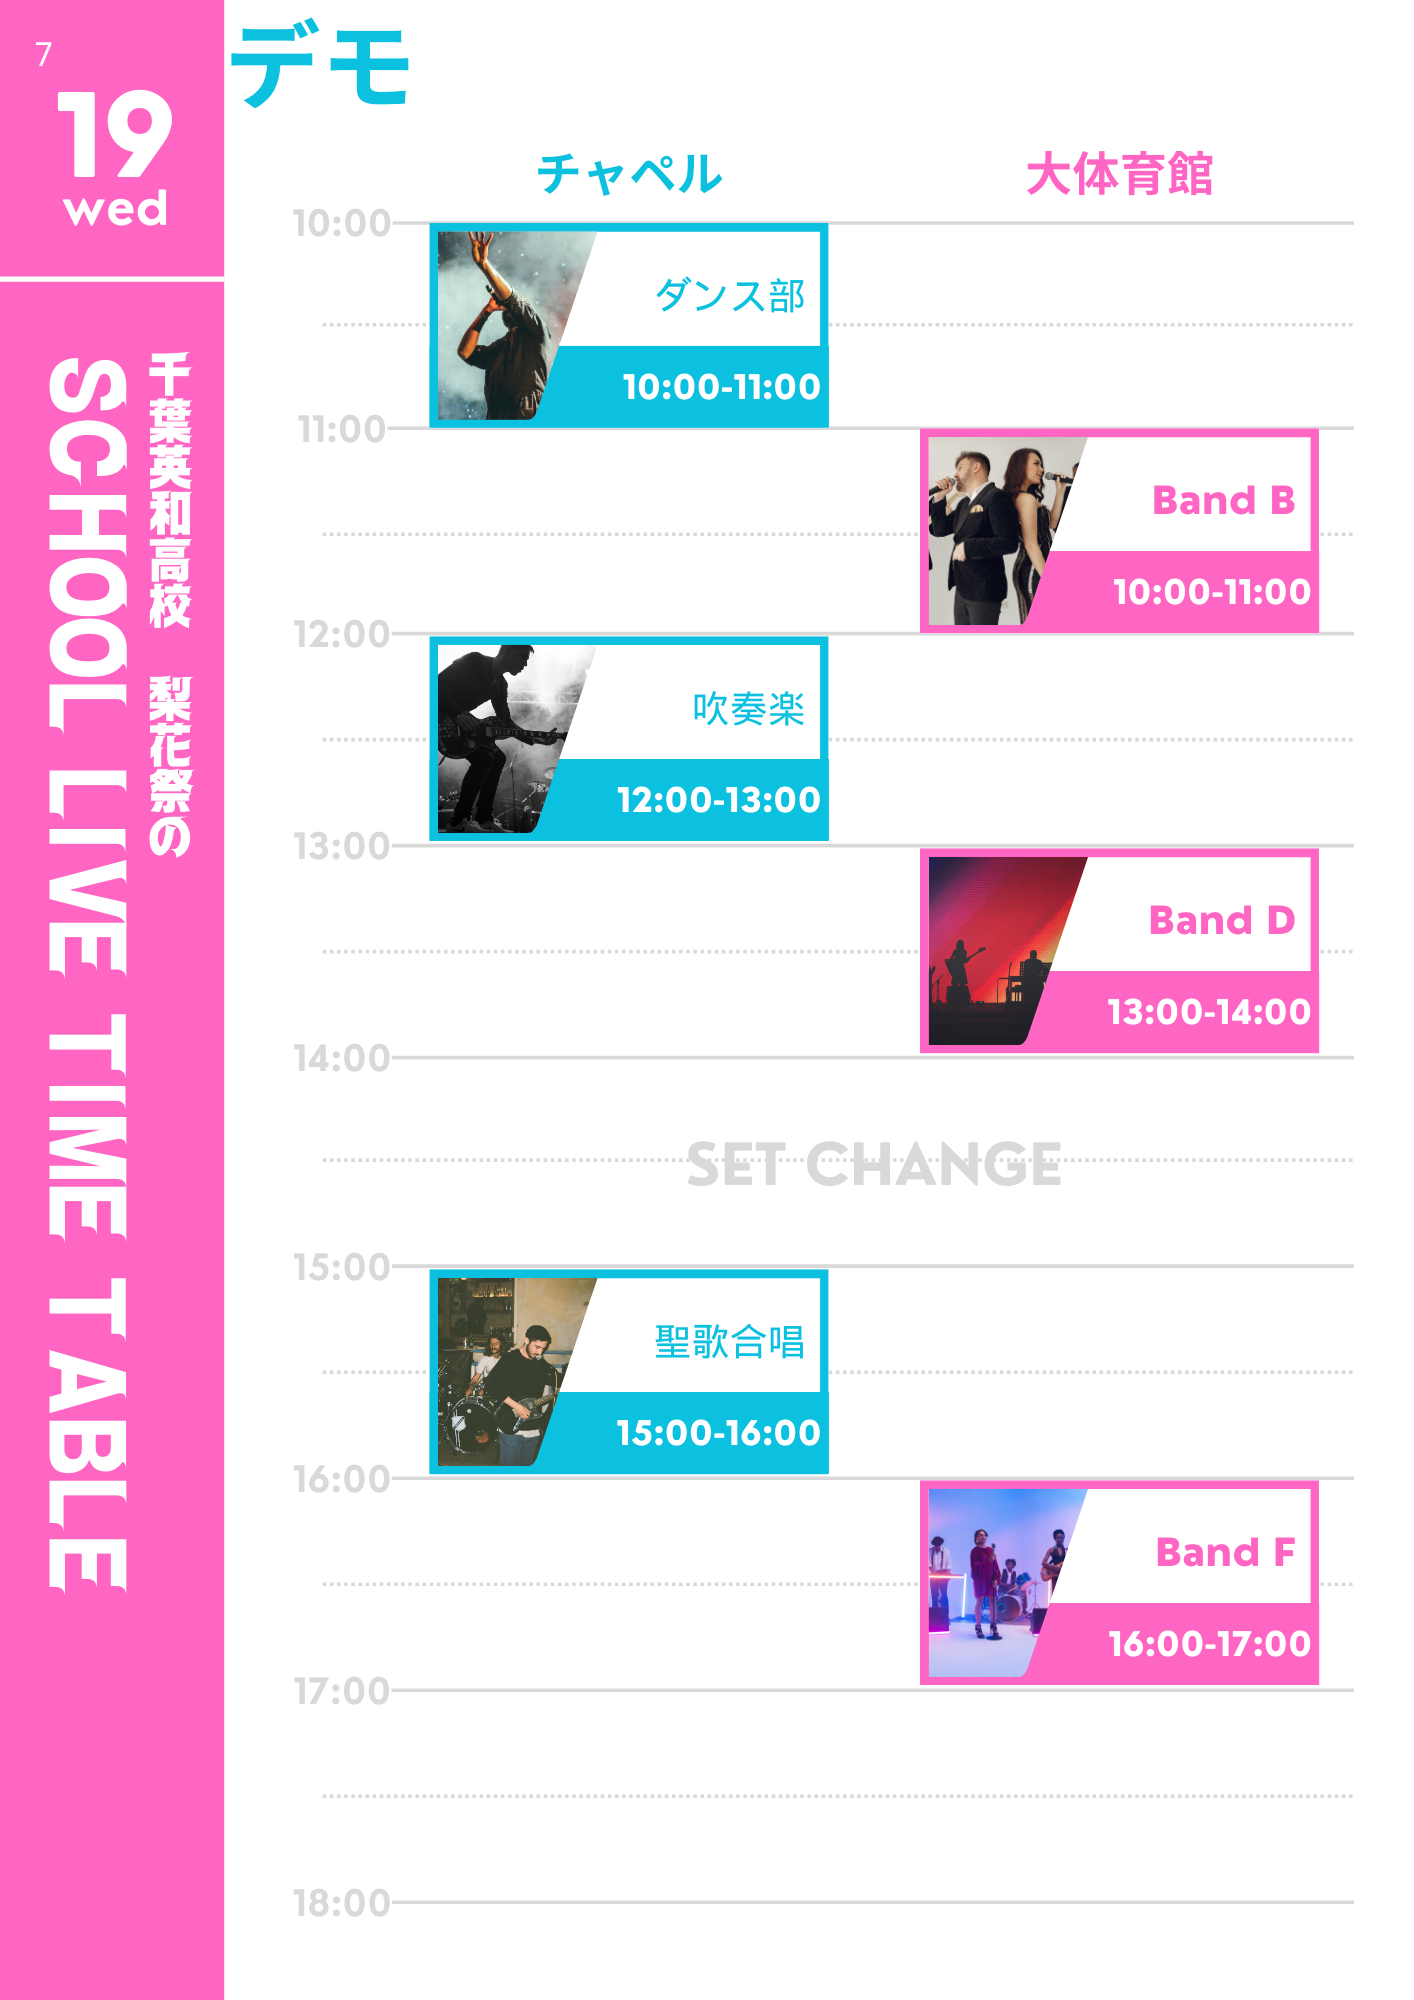 7
19
wed
千葉英和高校　梨花祭の
SCHOOL LIVE TIME TABLE
デモ
チャペル
大体育館
10:00
ダンス部
10:00-11:00
11:00
Band B
10:00-11:00
12:00
吹奏楽
12:00-13:00
13:00
Band D
13:00-14:00
14:00
SET CHANGE
15:00
聖歌合唱
15:00-16:00
16:00
Band F
16:00-17:00
17:00
18:00